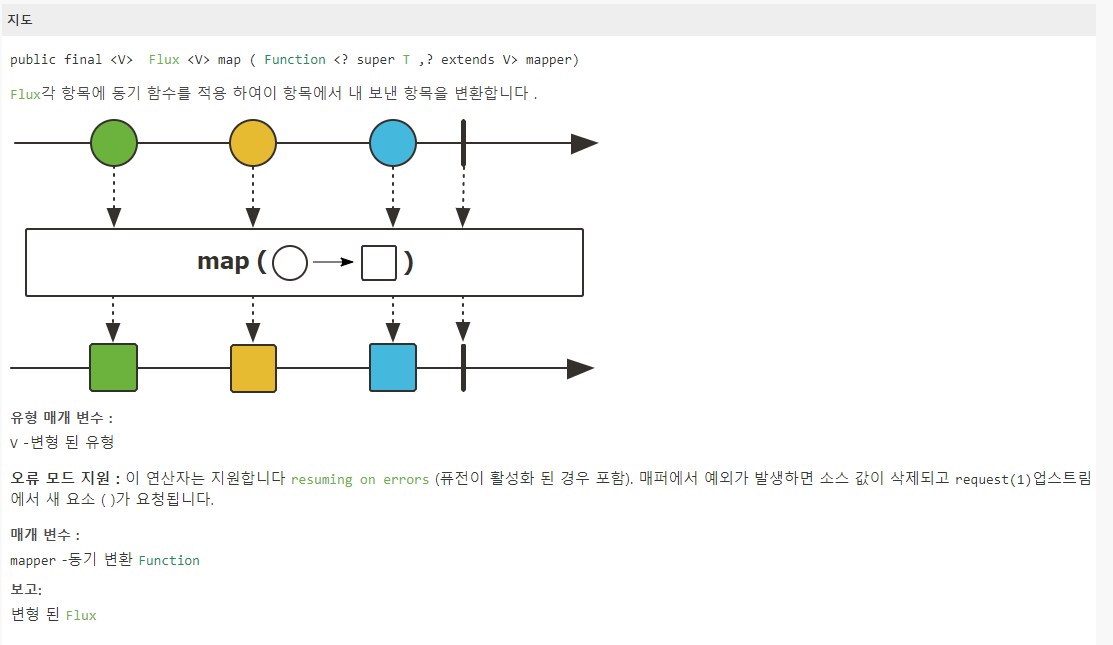 지도
public final <V>  Flux <V> map ( Function <? super T ,? extends V> mapper)
Flux각 항목에 동기 함수를 적용 하여이 항목에서 내 보낸 항목을 변환합니다 .
map ( )
유형 매개 변수 :
V -변형 된 유형
오류 모드 지원 : 이 연산자는 지원합니다 resuming on errors (퓨전이 활성화 된 경우 포함). 매퍼에서 예외가 발생하면 소스 값이 삭제되고 request(1)업스트림
에서 새 요소 ( )가 요청됩니다.
매개 변수 :
mapper -동기 변환 Function
보고:
변형 된 Flux